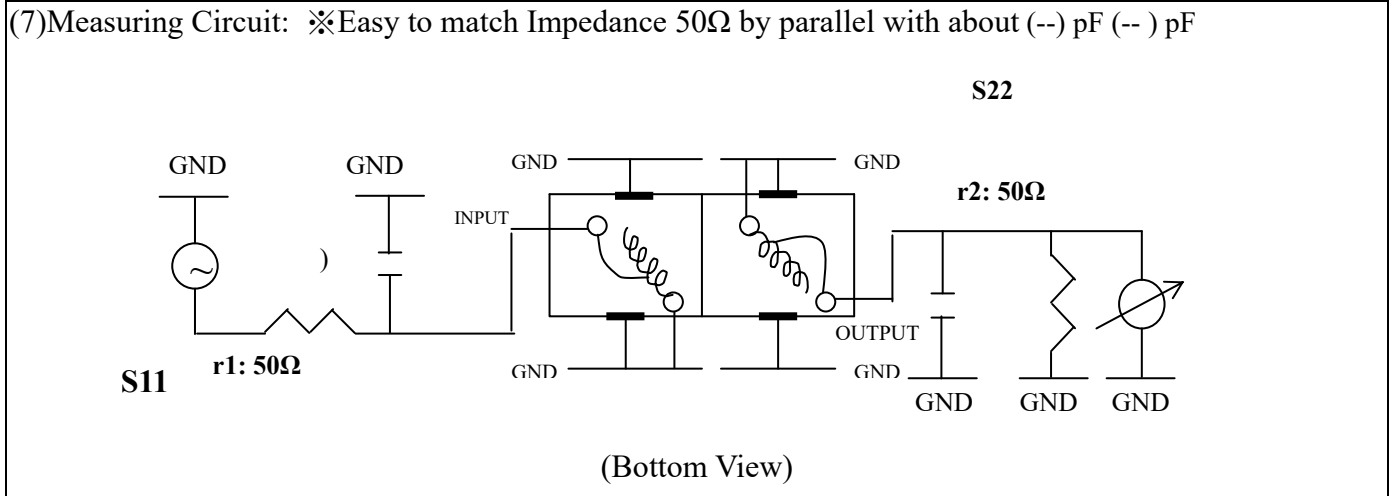 (7)Measuring Circuit: ※Easy to match Impedance 50Ω by parallel with about (--) pF (-- ) pF
S22
GND GND GND GND
r2: 50Ω
INPUT
)
~
OUTPUT
r1: 50Ω
S11
GND GND
GND GND GND
(Bottom View)